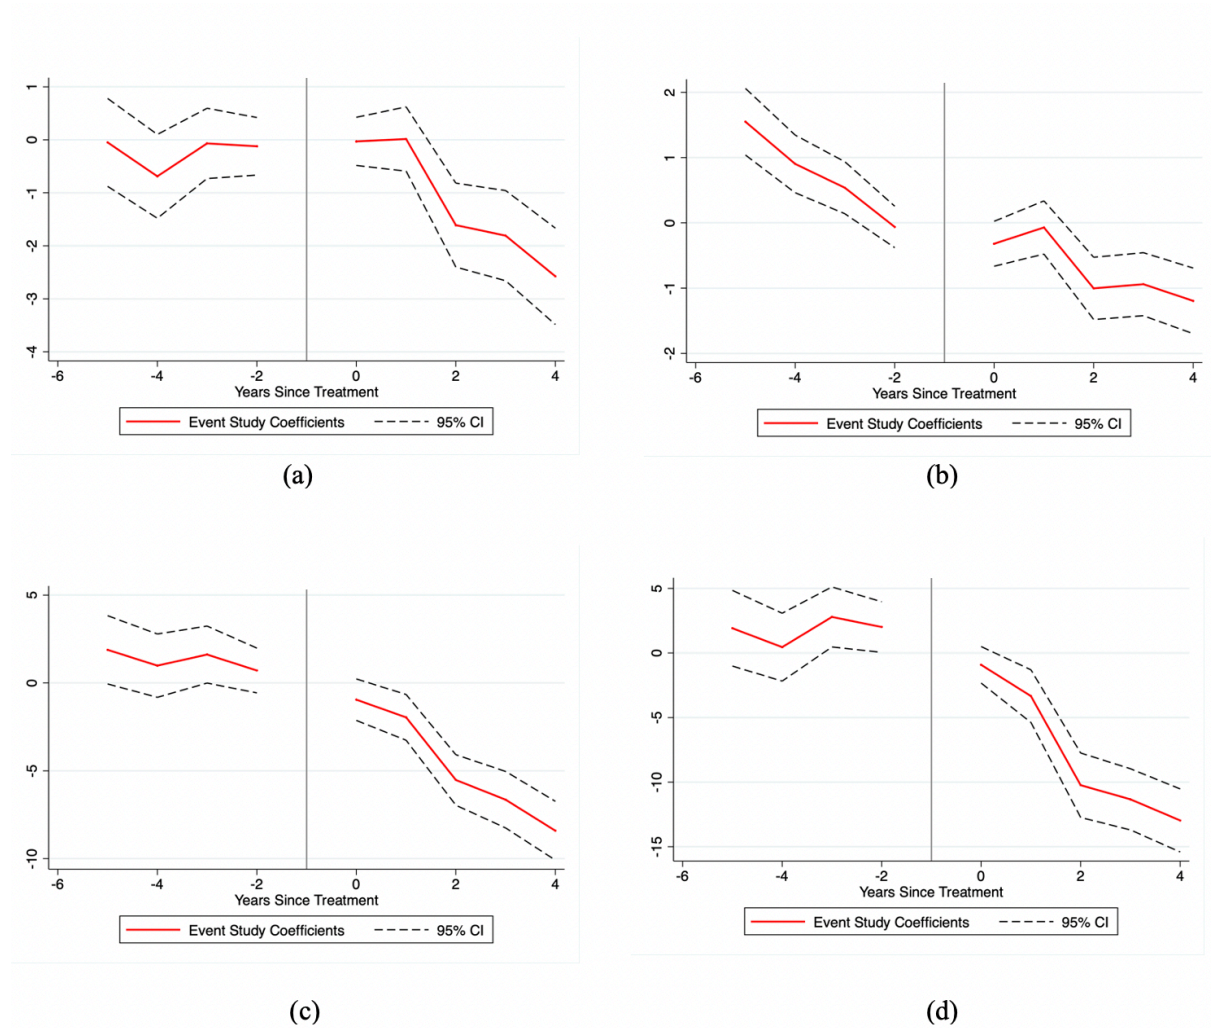 1
0
-1
-2
-3
-4
-6 -4 -2 0 2 4
Years Since Treatment
Event Study Coefficients 95% CI
(a)
2
1
0
-1
-2
-6 -4 -2 0 2 4
Years Since Treatment
Event Study Coefficients 95% CI
(b)
5
0
-5
-10
-6 -4 -2 0 2 4
Years Since Treatment
Event Study Coefficients 95% CI
(c)
5
0
-5
-10
-15
-6 -4 -2 0 2 4
Years Since Treatment
Event Study Coefficients 95% CI
(d)